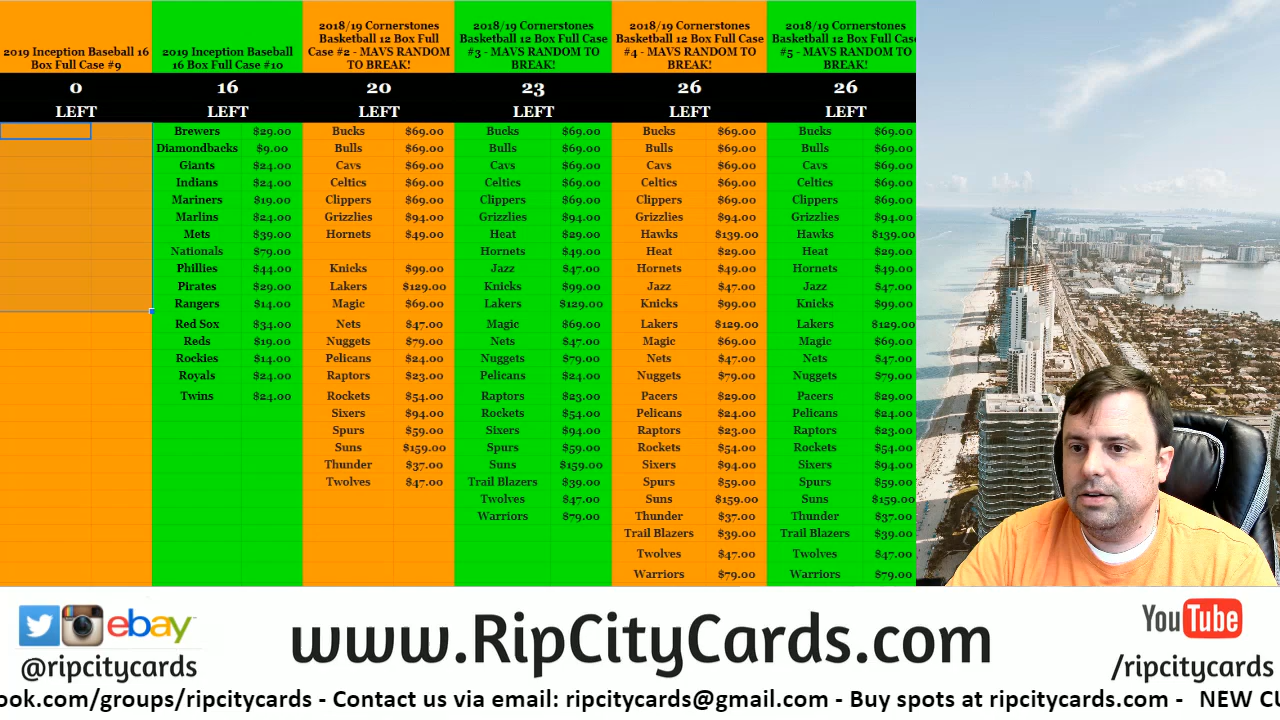 2019 Inception Baseball 16
Box Full Case #9
0
LEFT
2019 Inception Baseball
16 Box Full Case #10
16
LEFT
Brewers $29.00
Diamondbacks $9.00
Giants $24.00
Indians $24.00
Mariners $19.00
Marlins $24.00
Mets $39.00
Nationals $79.00
Phillies $44.00
Pirates $29.00
Rangers $14.00
Red Sox $34.00
Reds $19.00
Rockies $14.00
Royals $24.00
Twins $24.00
2018/19 Cornerstones
Basketball 12 Box Full
Case #2 - MAVS RANDOM
TO BREAK!
20
LEFT
Bucks $69.00
Bulls $69.00
Cavs $69.00
Celtics $69.00
Clippers $69.00
Grizzlies $94.00
Hornets $49.00
Knicks $99.00
Lakers $129.00
Magic $69.00
Nets $47.00
Nuggets $79.00
Pelicans $24.00
Raptors $23.00
Rockets $54.00
Sixers $94.00
Spurs $59.00
Suns $159.00
Thunder $37.00
Twolves $47.00
2018/19 Cornerstones
Basketball 12 Box Full Case
#3 - MAVS RANDOM TO
BREAK!
23
LEFT
Bucks $69.00
Bulls $69.00
Cavs $69.00
Celtics $69.00
Clippers $69.00
Grizzlies $94.00
Heat $29.00
Hornets $49.00
Jazz $47.00
Knicks $99.00
Lakers $129.00
Magic $69.00
Nets $47.00
Nuggets $79.00
Pelicans $24.00
Raptors $23.00
Rockets $54.00
Sixers $94.00
Spurs $59.00
Suns $159.00
Trail Blazers $39.00
Twolves $47.00
Warriors $79.00
2018/19 Cornerstones
Basketball 12 Box Full Case
#4 - MAVS RANDOM TO
BREAK!
26
LEFT
Bucks $69.00
Bulls $69.00
Cavs $69.00
Celtics $69.00
Clippers $69.00
Grizzlies $94.00
Hawks $139.00
Heat $29.00
Hornets $49.00
Jazz $47.00
Knicks $99.00
Lakers $129.00
Magic $69.00
Nets $47.00
Nuggets $79.00
Pacers $29.00
Pelicans $24.00
Raptors $23.00
Rockets $54.00
Sixers $94.00
Spurs $59.00
Suns $159.00
Thunder $37.00
Trail Blazers $39.00
Twolves $47.00
Warriors $79.00
2018/19 Cornerstones
Basketball 12 Box Full Cas
#5 - MAVS RANDOM TO
BREAK!
26
LEFT
Bucks $69.00
Bulls $69.00
Cavs $69.00
Celtics $69.00
Clippers $69.00
Grizzlies $94.00
Hawks $139.00
Heat $29.00
Hornets $49.00
Jazz $47.00
Knicks $99.00
Lakers $129.00
Magic $69.00
Nets $47.00
Nuggets $79.00
Pacers $29.00
Pelicans $24.00
Raptors $23.00
Rockets $54.00
Sixers $94.00
Spurs $59.00
Suns $159.00
Thunder $37.00
Trail Blazers $39.00
Twolves $47.00
Warriors $79.00
ebay
@ripcitycards
www.RipCityCards.com
YouTube
/ripcitycards
ook.com/groups/ripcitycards - Contact us via email: ripcitycards@gmail.com - Buy spots at ripcitycards.com - NEW CU